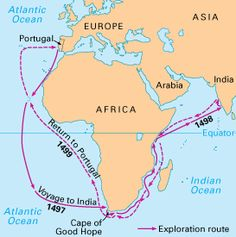 Atlantic
Ocean
EUROPE
ASIA
Portugal
India
Arabia
AFRICA
1498
Equator
Return to Portugal
1499
Indian
Ocean
Voyage to India
1497
Atlantic
Ocean
Cape of
Good Hope
Exploration route